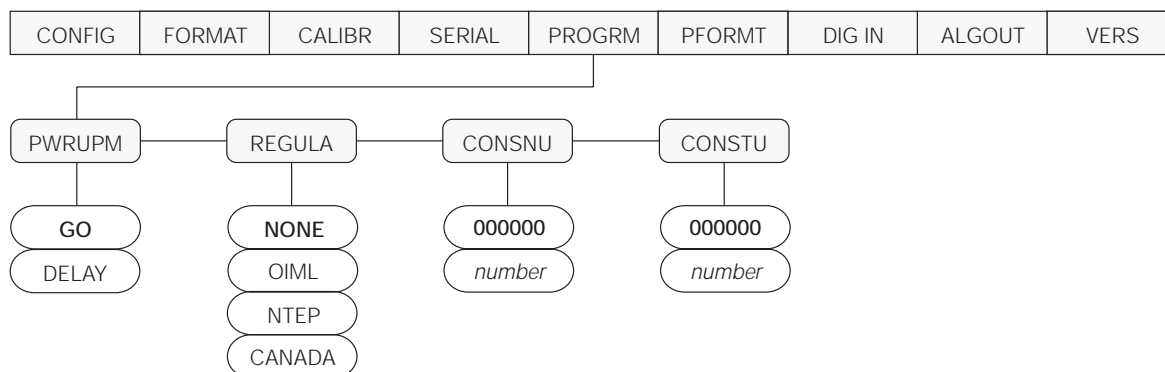 CONFIG FORMAT CALIBR SERIAL PROGRM PFORMT DIG IN ALGOUT VERS
PWRUPM REGULA CONSNU CONSTU
GO NONE 000000 000000
DELAY OIML number number
NTEP
CANADA